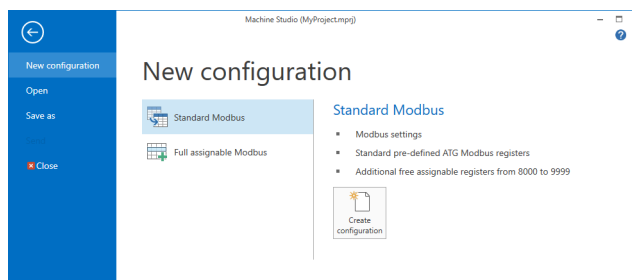 Machine Studio (MyProject.mprj)
New configuration
Open
Save as
Close
New configuration
Standard Modbus
Full assignable Modbus
Standard Modbus
Modbus settings
Standard pre-defined ATG Modbus registers
Additional free assignable registers from 8000 to 9999
Create
configuration